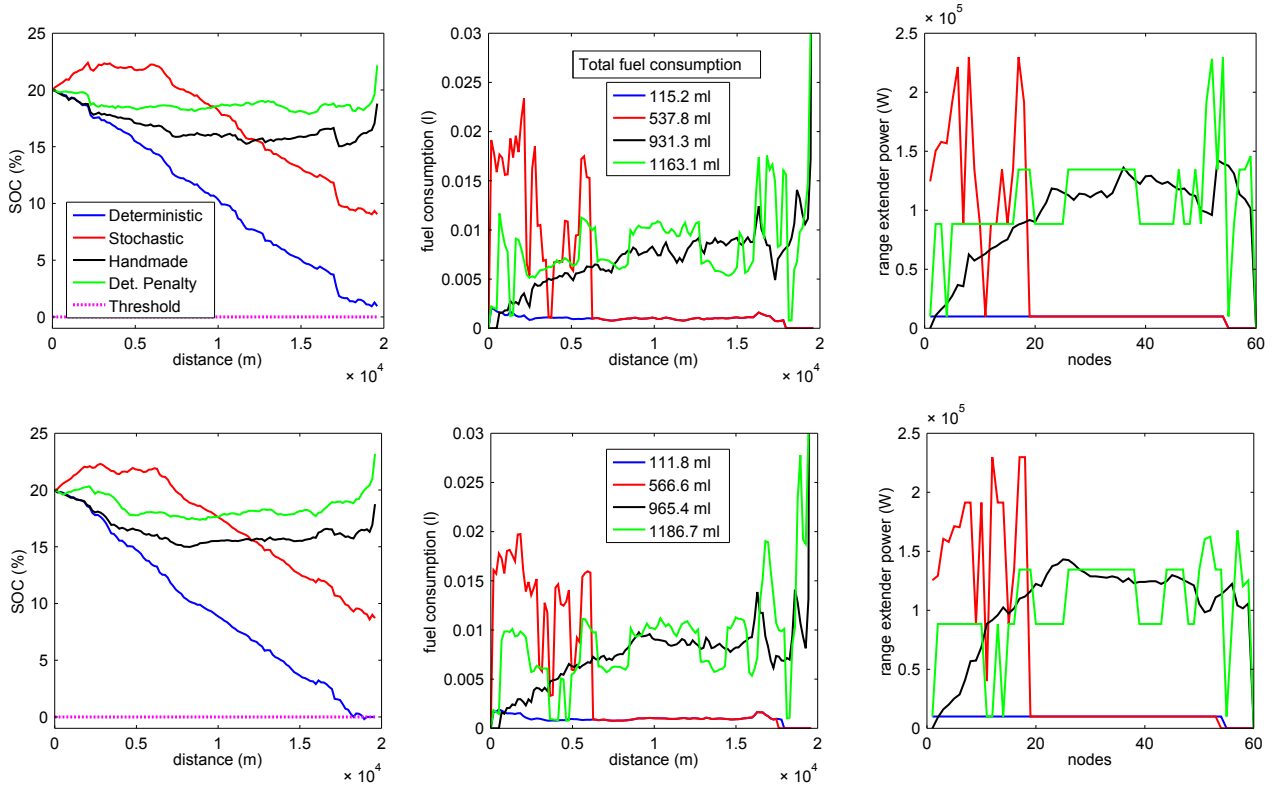 25
20
15
10
5
0
SOC (%)
Deterministic
Stochastic
Handmade
Det. Penalty
Threshold
0
0.5
1
1.5
2
distance (m)
× 10^4
0.03
0.025
0.02
0.015
0.01
0.005
0
fuel consumption (l)
Total fuel consumption
115.2 ml
537.8 ml
931.3 ml
1163.1 ml
0
0.5
1
1.5
2
distance (m)
× 10^4
× 10^5
2.5
2
1.5
1
0.5
0
range extender power (W)
0
20
40
60
nodes
25
20
15
10
5
0
SOC (%)
0
0.5
1
1.5
2
distance (m)
× 10^4
0.03
0.025
0.02
0.015
0.01
0.005
0
fuel consumption (l)
111.8 ml
566.6 ml
965.4 ml
1186.7 ml
0
0.5
1
1.5
2
distance (m)
× 10^4
× 10^5
2.5
2
1.5
1
0.5
0
range extender power (W)
0
20
40
60
nodes